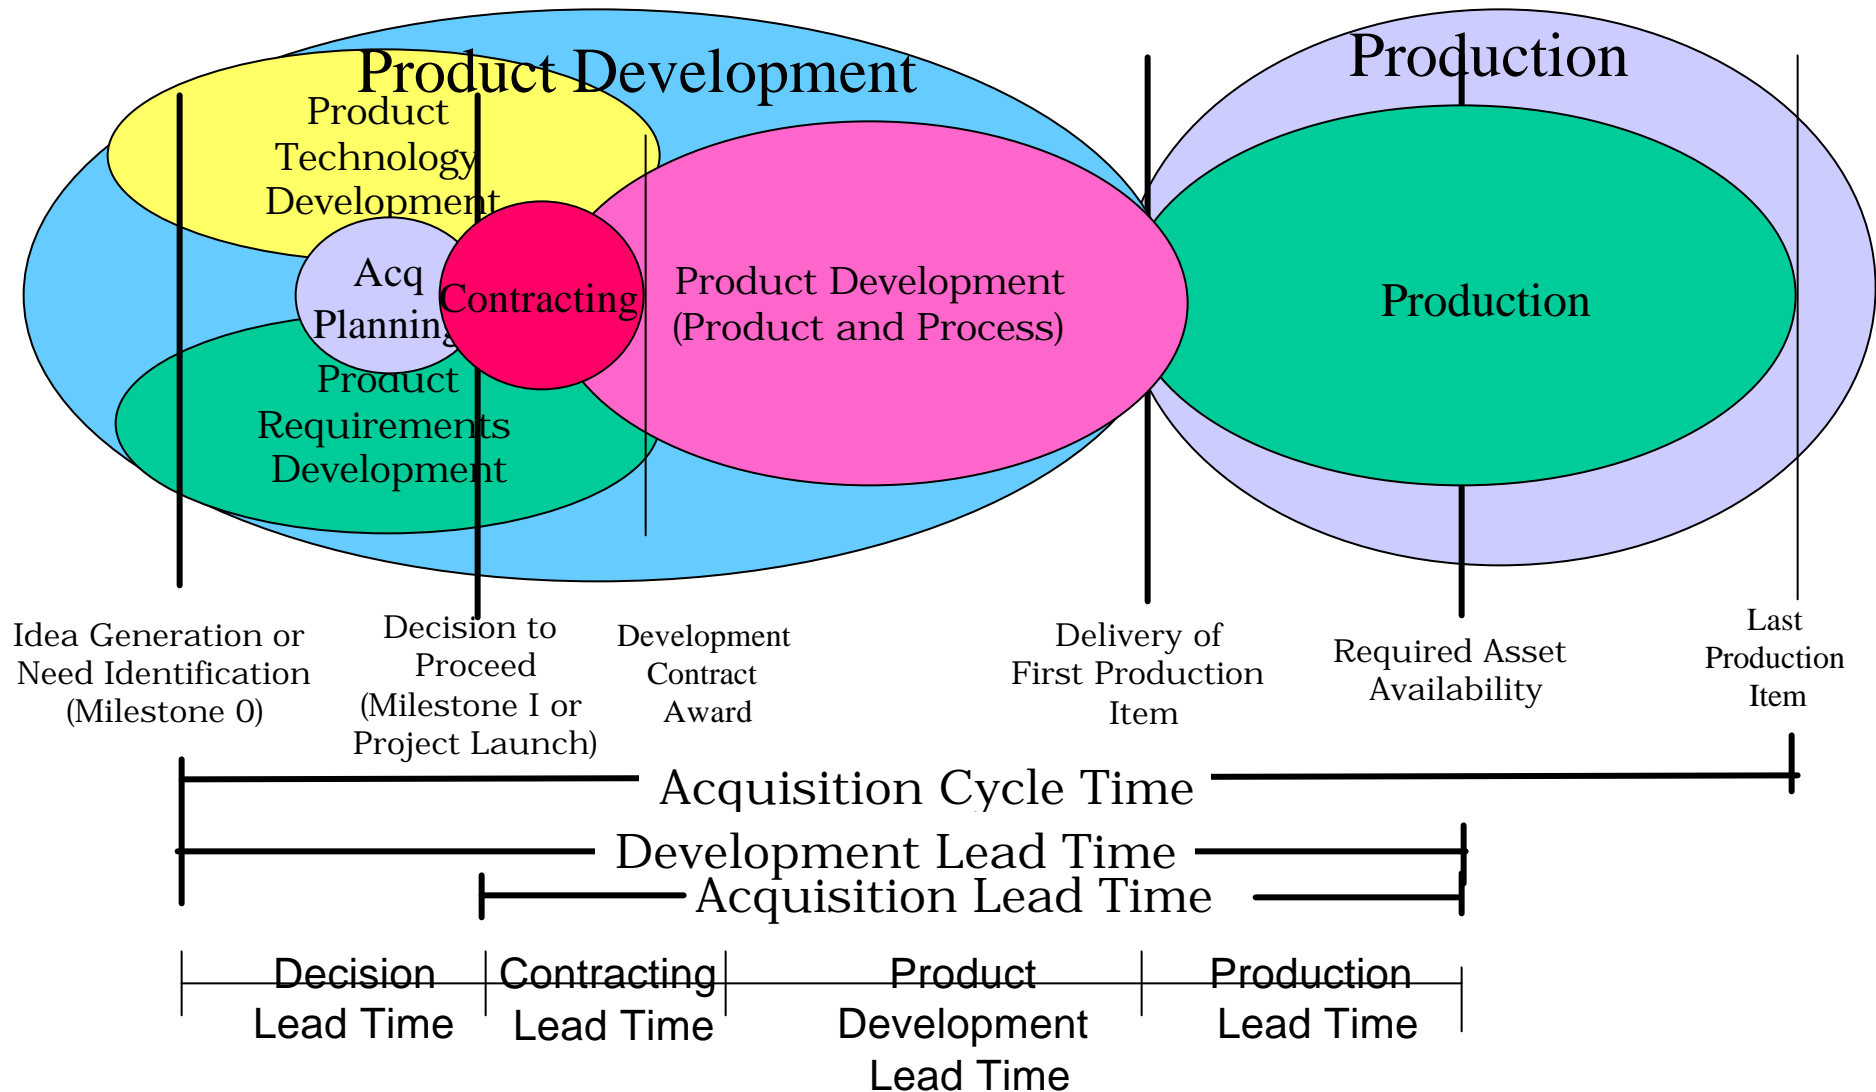 Product Development
Production
Product
Technology
Development
Acq
Planning
Contracting
Product Development
(Product and Process)
Production
Product
Requirements
Development
Idea Generation or
Need Identification
(Milestone 0)
Decision to
Proceed
(Milestone I or
Project Launch)
Development
Contract
Award
Delivery of
First Production
Item
Required Asset
Availability
Last
Production
Item
Acquisition Cycle Time
Development Lead Time
Acquisition Lead Time
Decision
Lead Time
Contracting
Lead Time
Product
Development
Lead Time
Production
Lead Time